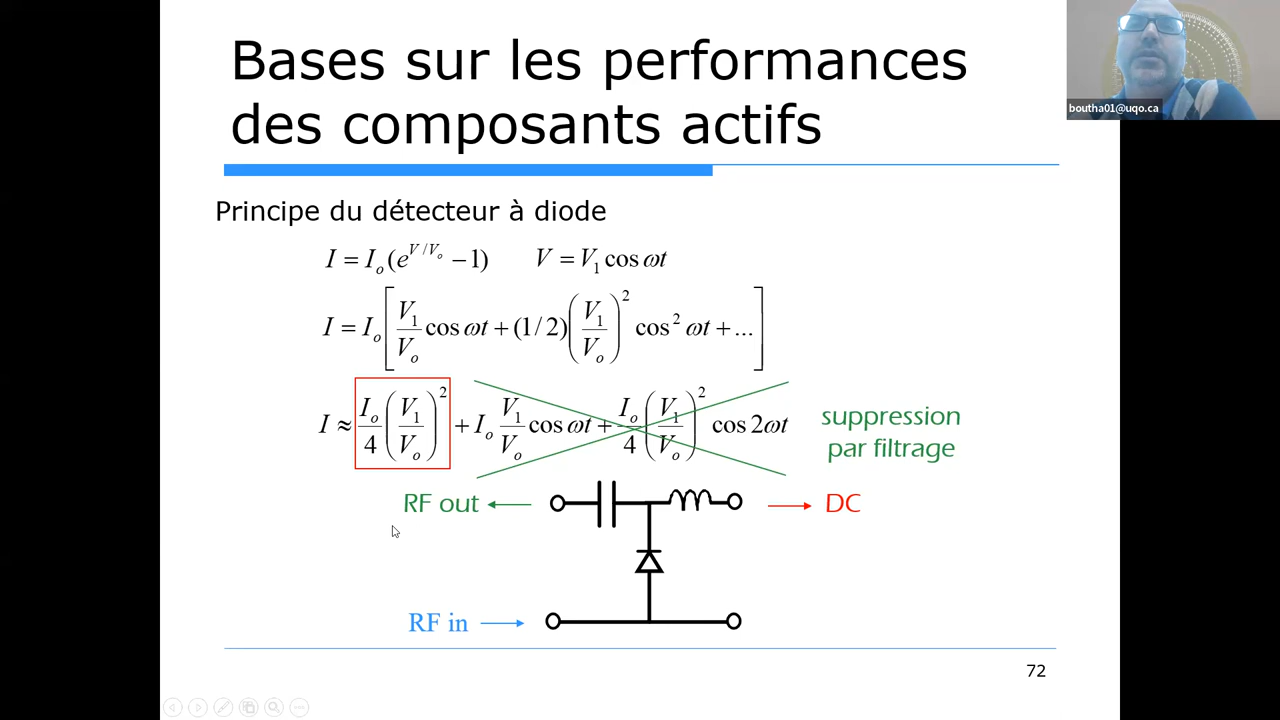 Bases sur les performances
des composants actifs
boutha01@uqo.ca
Principe du détecteur à diode
I = I_o(e^{V/V_o} − 1)    V = V_1 cos ωt
I = I_o [ V_1/V_o cos ωt + (1/2)(V_1/V_o)^2 cos^2 ωt + ... ]
I ≈ I_o/4 (V_1/V_o)^2 + I_o V_1/V_o cos ωt + I_o/4 (V_1/V_o)^2 cos 2ωt
suppression
par filtrage
RF out
DC
RF in
72